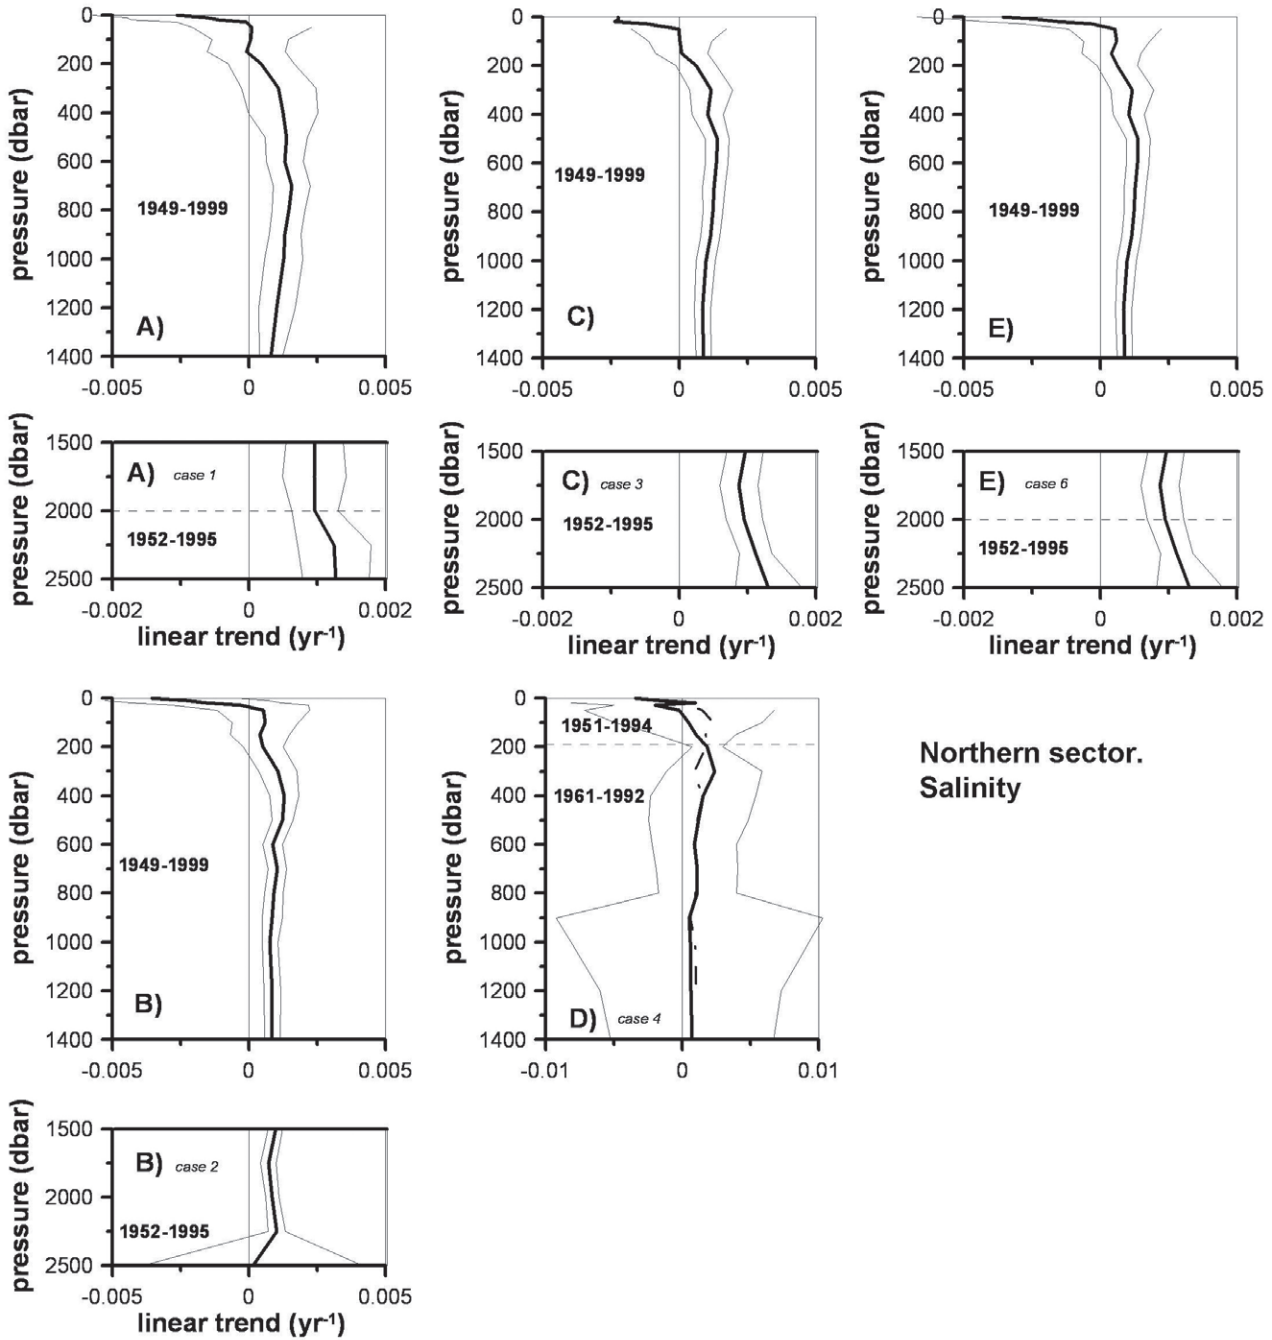 0
200
400
600
800
1000
1200
1400
pressure (dbar)
1949-1999
A)
-0.005 0 0.005
0
200
400
600
800
1000
1200
1400
pressure (dbar)
1949-1999
C)
-0.005 0 0.005
0
200
400
600
800
1000
1200
1400
pressure (dbar)
1949-1999
E)
-0.005 0 0.005
1500
2000
2500
pressure (dbar)
A) case 1
1952-1995
-0.002 0 0.002
linear trend (yr⁻¹)
1500
2000
2500
pressure (dbar)
C) case 3
1952-1995
-0.002 0 0.002
linear trend (yr⁻¹)
1500
2000
2500
pressure (dbar)
E) case 6
1952-1995
-0.002 0 0.002
linear trend (yr⁻¹)
0
200
400
600
800
1000
1200
1400
pressure (dbar)
1949-1999
B)
-0.005 0 0.005
0
200
400
600
800
1000
1200
1400
pressure (dbar)
1951-1994
1961-1992
D) case 4
-0.01 0 0.01
Northern sector.
Salinity
1500
2000
2500
pressure (dbar)
B) case 2
1952-1995
-0.005 0 0.005
linear trend (yr⁻¹)